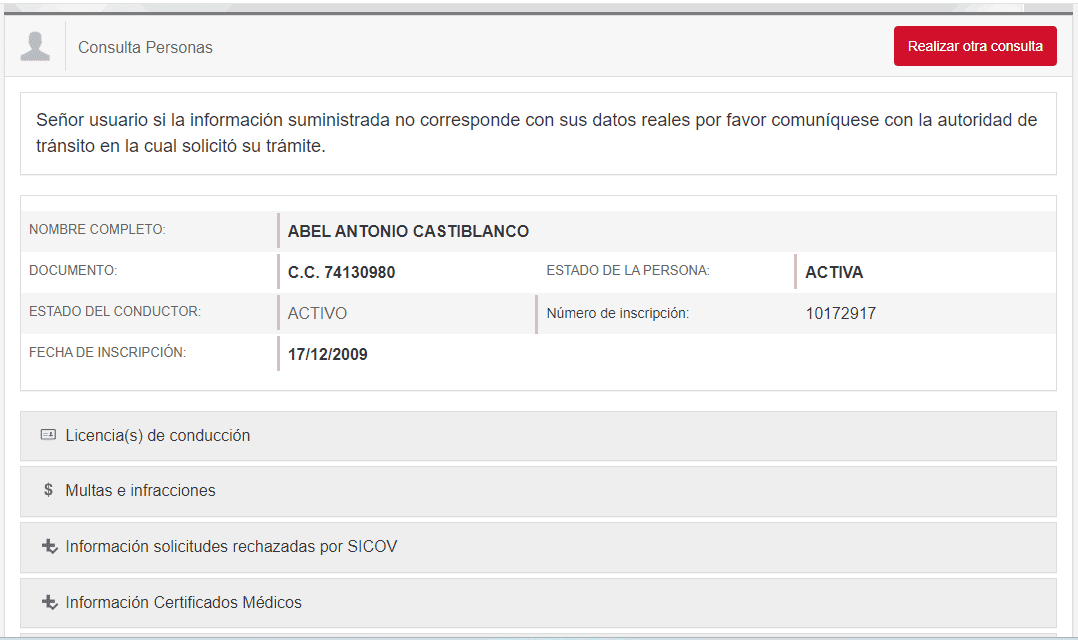 Consulta Personas
Realizar otra consulta
Señor usuario si la información suministrada no corresponde con sus datos reales por favor comuníquese con la autoridad de
tránsito en la cual solicitó su trámite.
NOMBRE COMPLETO: ABEL ANTONIO CASTIBLANCO
DOCUMENTO: C.C. 74130980 ESTADO DE LA PERSONA: ACTIVA
ESTADO DEL CONDUCTOR: ACTIVO Número de inscripción: 10172917
FECHA DE INSCRIPCIÓN: 17/12/2009
Licencia(s) de conducción
$ Multas e infracciones
Información solicitudes rechazadas por SICOV
Información Certificados Médicos